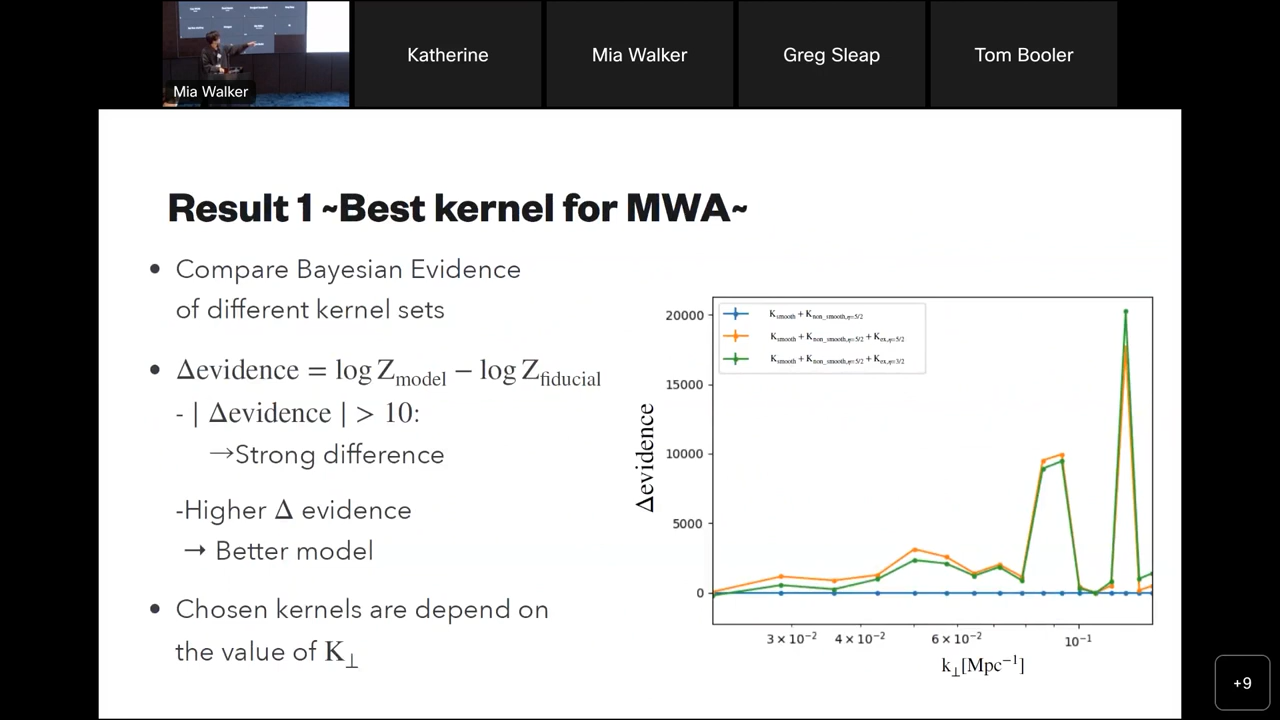 Mia Walker
Katherine
Mia Walker
Greg Sleap
Tom Booler
Result 1 ~Best kernel for MWA~
• Compare Bayesian Evidence
of different kernel sets
• Δevidence = log Z_model − log Z_fiducial
- | Δevidence | > 10:
→Strong difference
-Higher Δ evidence
→ Better model
• Chosen kernels are depend on
the value of K_⊥
K_smooth + K_non_smooth,η=5/2
K_smooth + K_non_smooth,η=5/2 + K_ex,η=5/2
K_smooth + K_non_smooth,η=5/2 + K_ex,η=3/2
20000
15000
10000
5000
0
Δevidence
3 × 10⁻² 4 × 10⁻² 6 × 10⁻² 10⁻¹
k_⊥[Mpc⁻¹]
+9